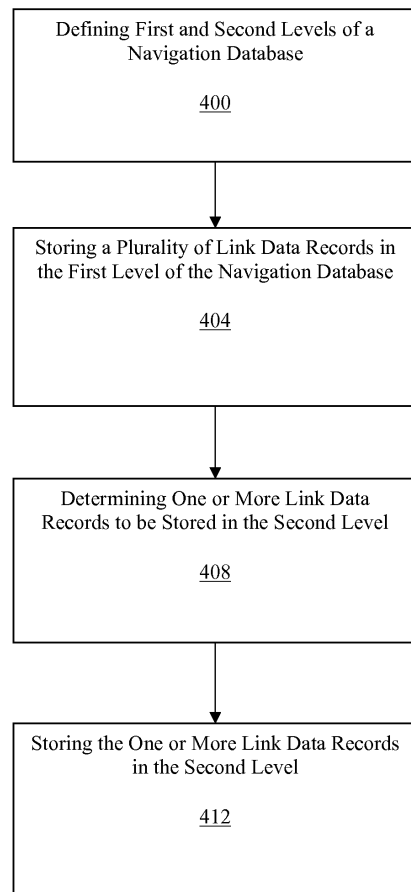 Defining First and Second Levels of a
Navigation Database
400
Storing a Plurality of Link Data Records in
the First Level of the Navigation Database
404
Determining One or More Link Data
Records to be Stored in the Second Level
408
Storing the One or More Link Data Records
in the Second Level
412